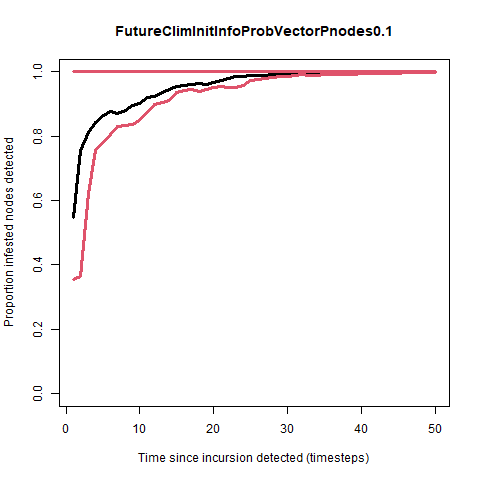 FutureClimInitInfoProbVectorPnodes0.1
Proportion infested nodes detected
1.0
0.8
0.6
0.4
0.2
0.0
0 10 20 30 40 50
Time since incursion detected (timesteps)